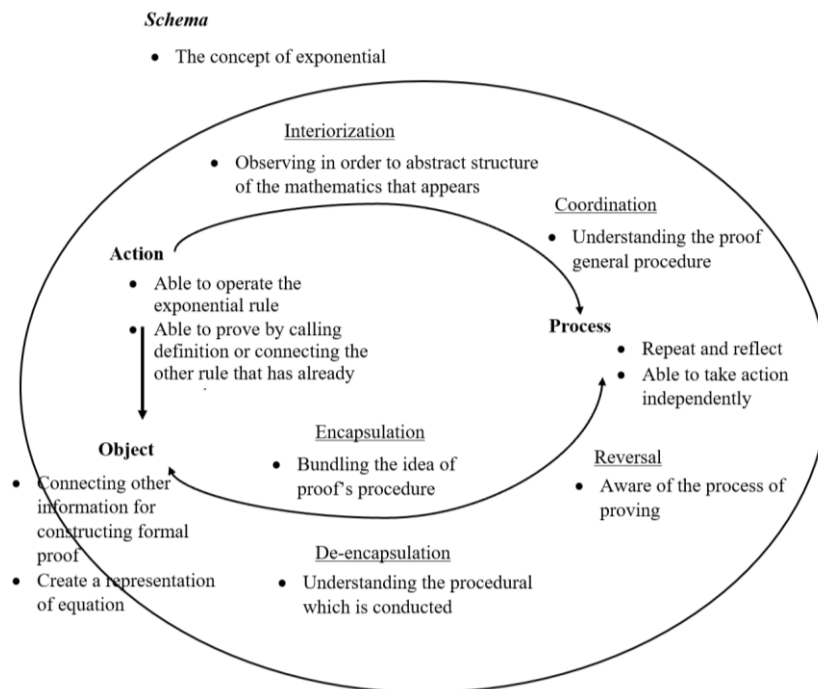 Schema
• The concept of exponential
Interiorization
• Observing in order to abstract structure
of the mathematics that appears
Coordination
• Understanding the proof
general procedure
Action
• Able to operate the
exponential rule
• Able to prove by calling
definition or connecting the
other rule that has already
Process
• Repeat and reflect
• Able to take action
independently
Object
• Connecting other
information for
constructing formal
proof
• Create a representation
of equation
Encapsulation
• Bundling the idea of
proof's procedure
Reversal
• Aware of the process of
proving
De-encapsulation
• Understanding the procedural
which is conducted